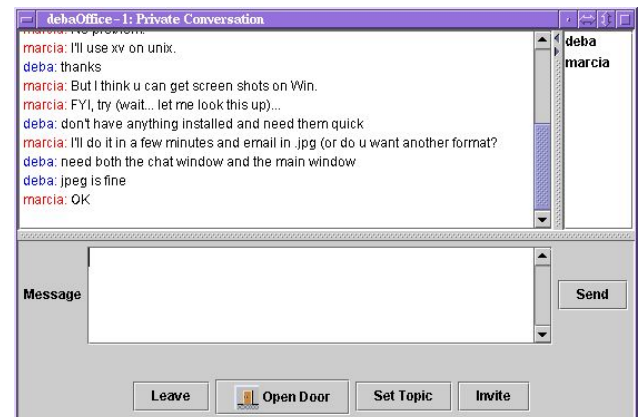 debaOffice-1: Private Conversation
marcia: No problem.
marcia: I'll use xv on unix.
deba: thanks
marcia: But I think u can get screen shots on Win.
marcia: FYI, try (wait... let me look this up)...
deba: don't have anything installed and need them quick
marcia: I'll do it in a few minutes and email in .jpg (or do u want another format?
deba: need both the chat window and the main window
deba: jpeg is fine
marcia: OK
deba
marcia
Message
Send
Leave
Open Door
Set Topic
Invite